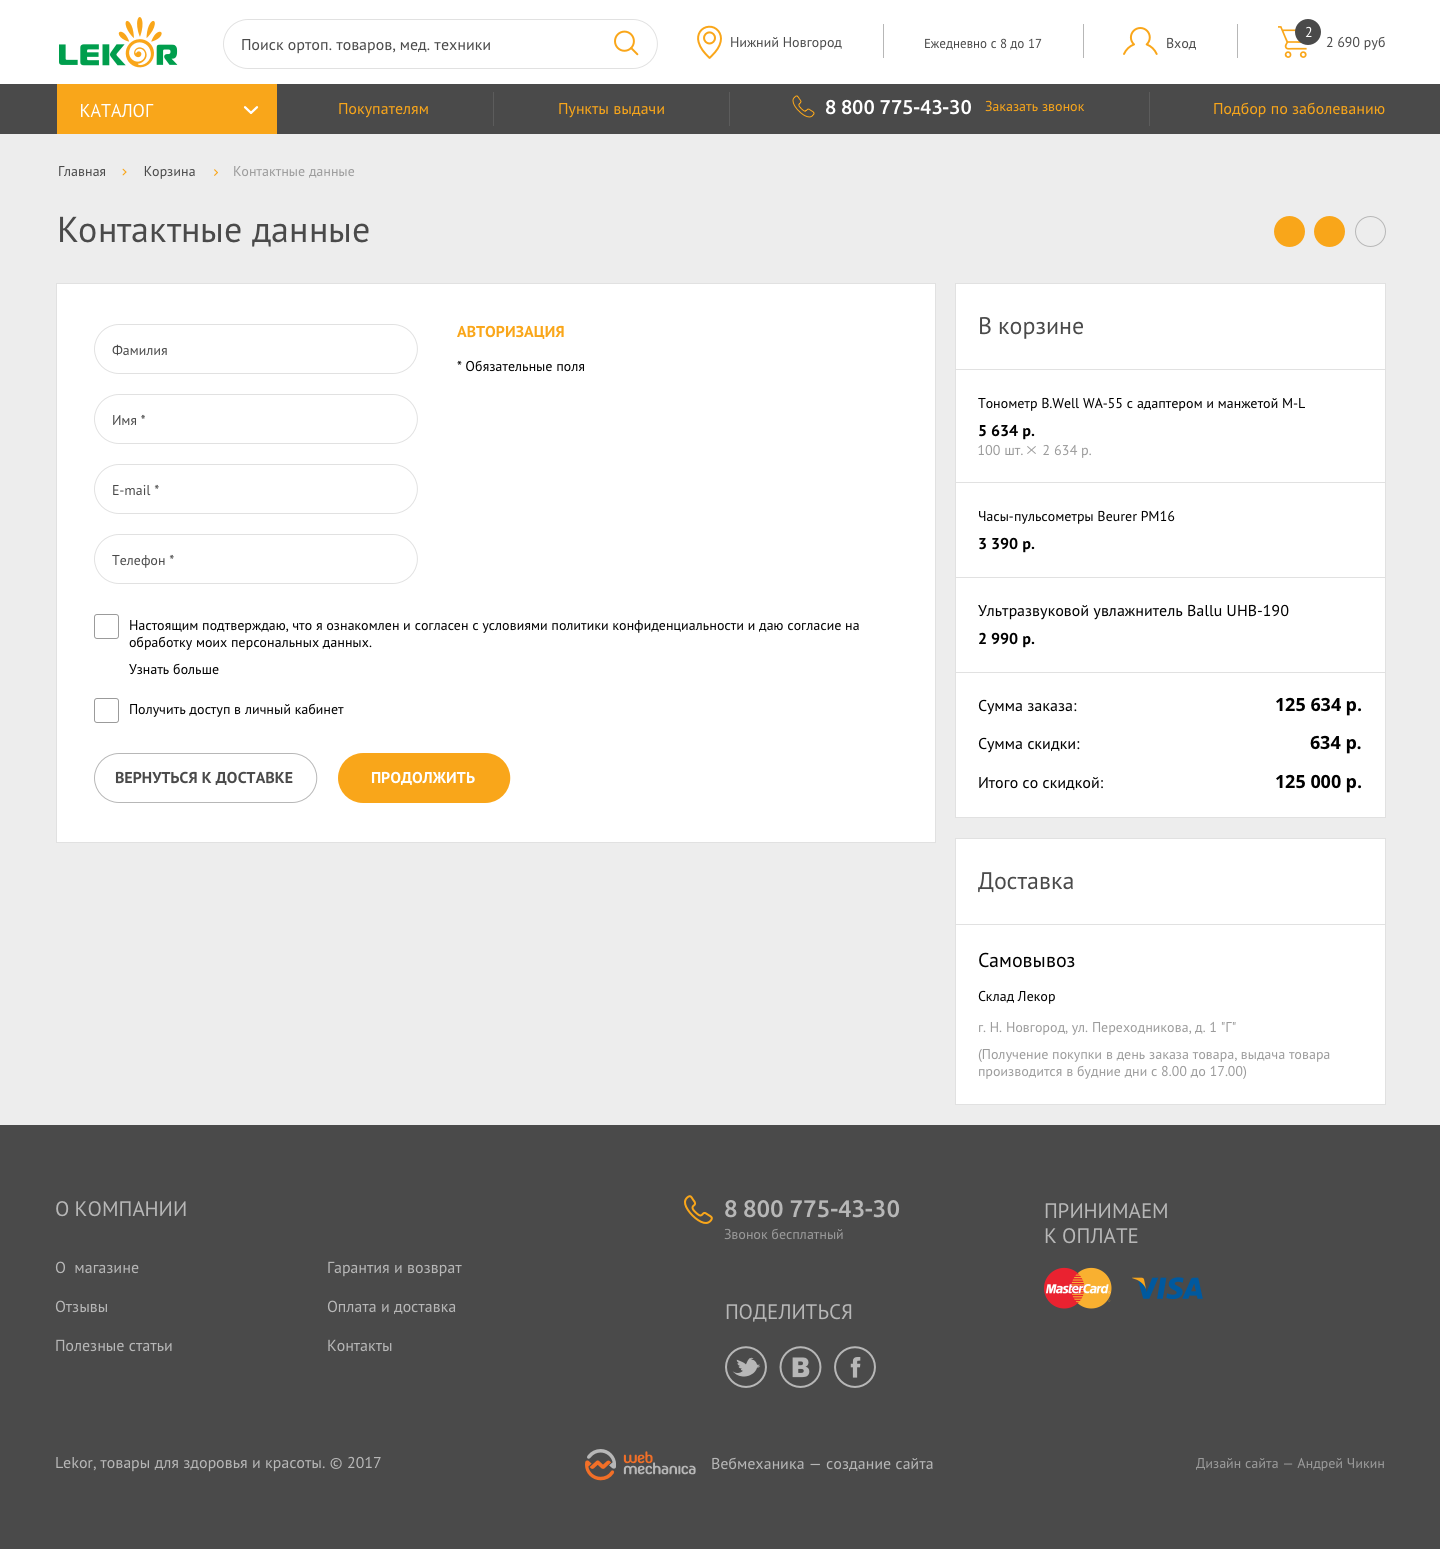 LEKOR
Поиск ортоп. товаров, мед. техники
Нижний Новгород
Ежедневно с 8 до 17
Вход
2
2 690 руб
КАТАЛОГ
Покупателям
Пункты выдачи
8 800 775-43-30
Заказать звонок
Подбор по заболеванию
Главная
Корзина
Контактные данные
Контактные данные
Фамилия
Имя *
E-mail *
Телефон *
АВТОРИЗАЦИЯ
* Обязательные поля
Настоящим подтверждаю, что я ознакомлен и согласен с условиями политики конфиденциальности и даю согласие на
обработку моих персональных данных.
Узнать больше
Получить доступ в личный кабинет
ВЕРНУТЬСЯ К ДОСТАВКЕ
ПРОДОЛЖИТЬ
В корзине
Тонометр B.Well WA-55 с адаптером и манжетой M-L
5 634 р.
100 шт. × 2 634 р.
Часы-пульсометры Beurer PM16
3 390 р.
Ультразвуковой увлажнитель Ballu UHB-190
2 990 р.
Сумма заказа: 125 634 р.
Сумма скидки: 634 р.
Итого со скидкой: 125 000 р.
Доставка
Самовывоз
Склад Лекор
г. Н. Новгород, ул. Переходникова, д. 1 "Г"
(Получение покупки в день заказа товара, выдача товара
производится в будние дни с 8.00 до 17.00)
О КОМПАНИИ
О магазине
Отзывы
Полезные статьи
Гарантия и возврат
Оплата и доставка
Контакты
8 800 775-43-30
Звонок бесплатный
ПОДЕЛИТЬСЯ
ПРИНИМАЕМ
К ОПЛАТЕ
MasterCard
VISA
Lekor, товары для здоровья и красоты. © 2017
web
mechanica
Вебмеханика — создание сайта
Дизайн сайта — Андрей Чикин